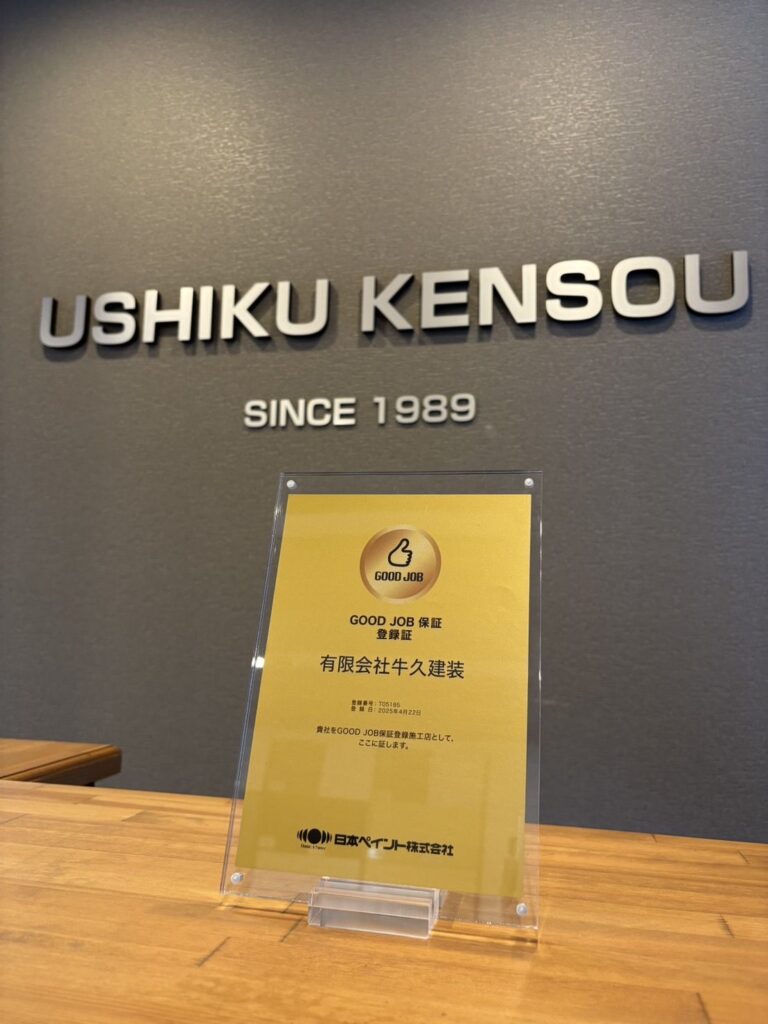 USHIKU KENSOU
SINCE 1989
GOOD JOB
GOOD JOB 保証
登録証
有限会社牛久建装
登録番号：T05185
登 録 日：2025年4月22日
貴社をGOOD JOB保証登録施工店として、
ここに証します。
日本ペイント株式会社